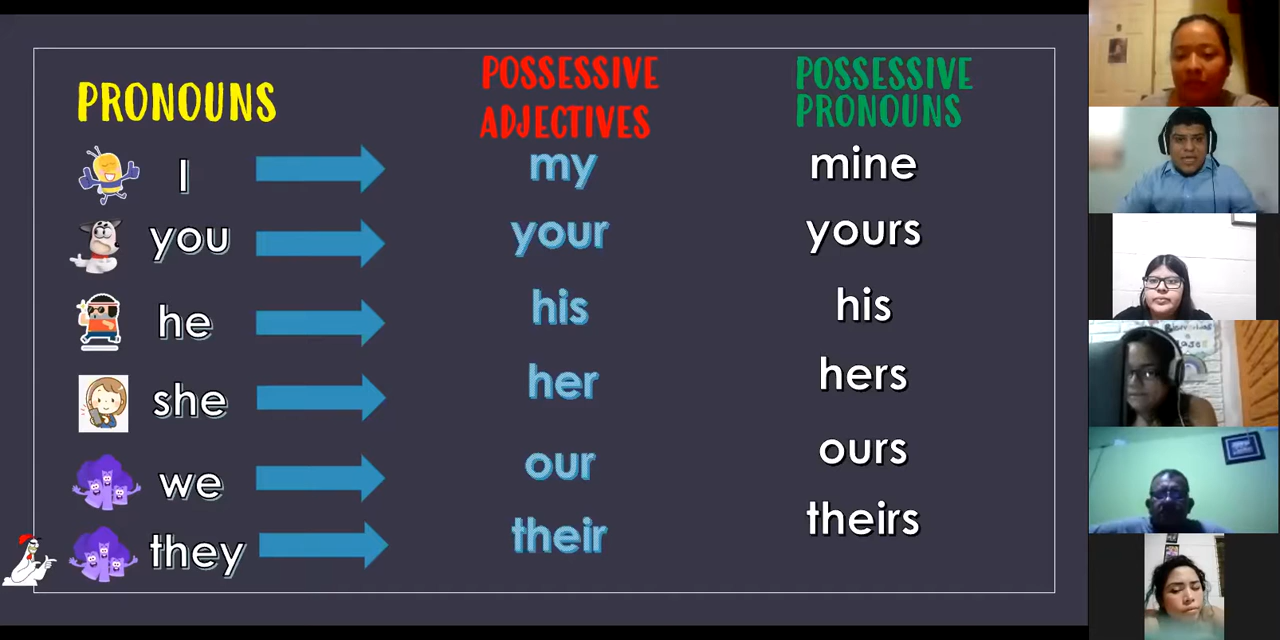 PRONOUNS
POSSESSIVE
ADJECTIVES
POSSESSIVE
PRONOUNS
I
my
mine
you
your
yours
he
his
his
she
her
hers
we
our
ours
they
their
theirs